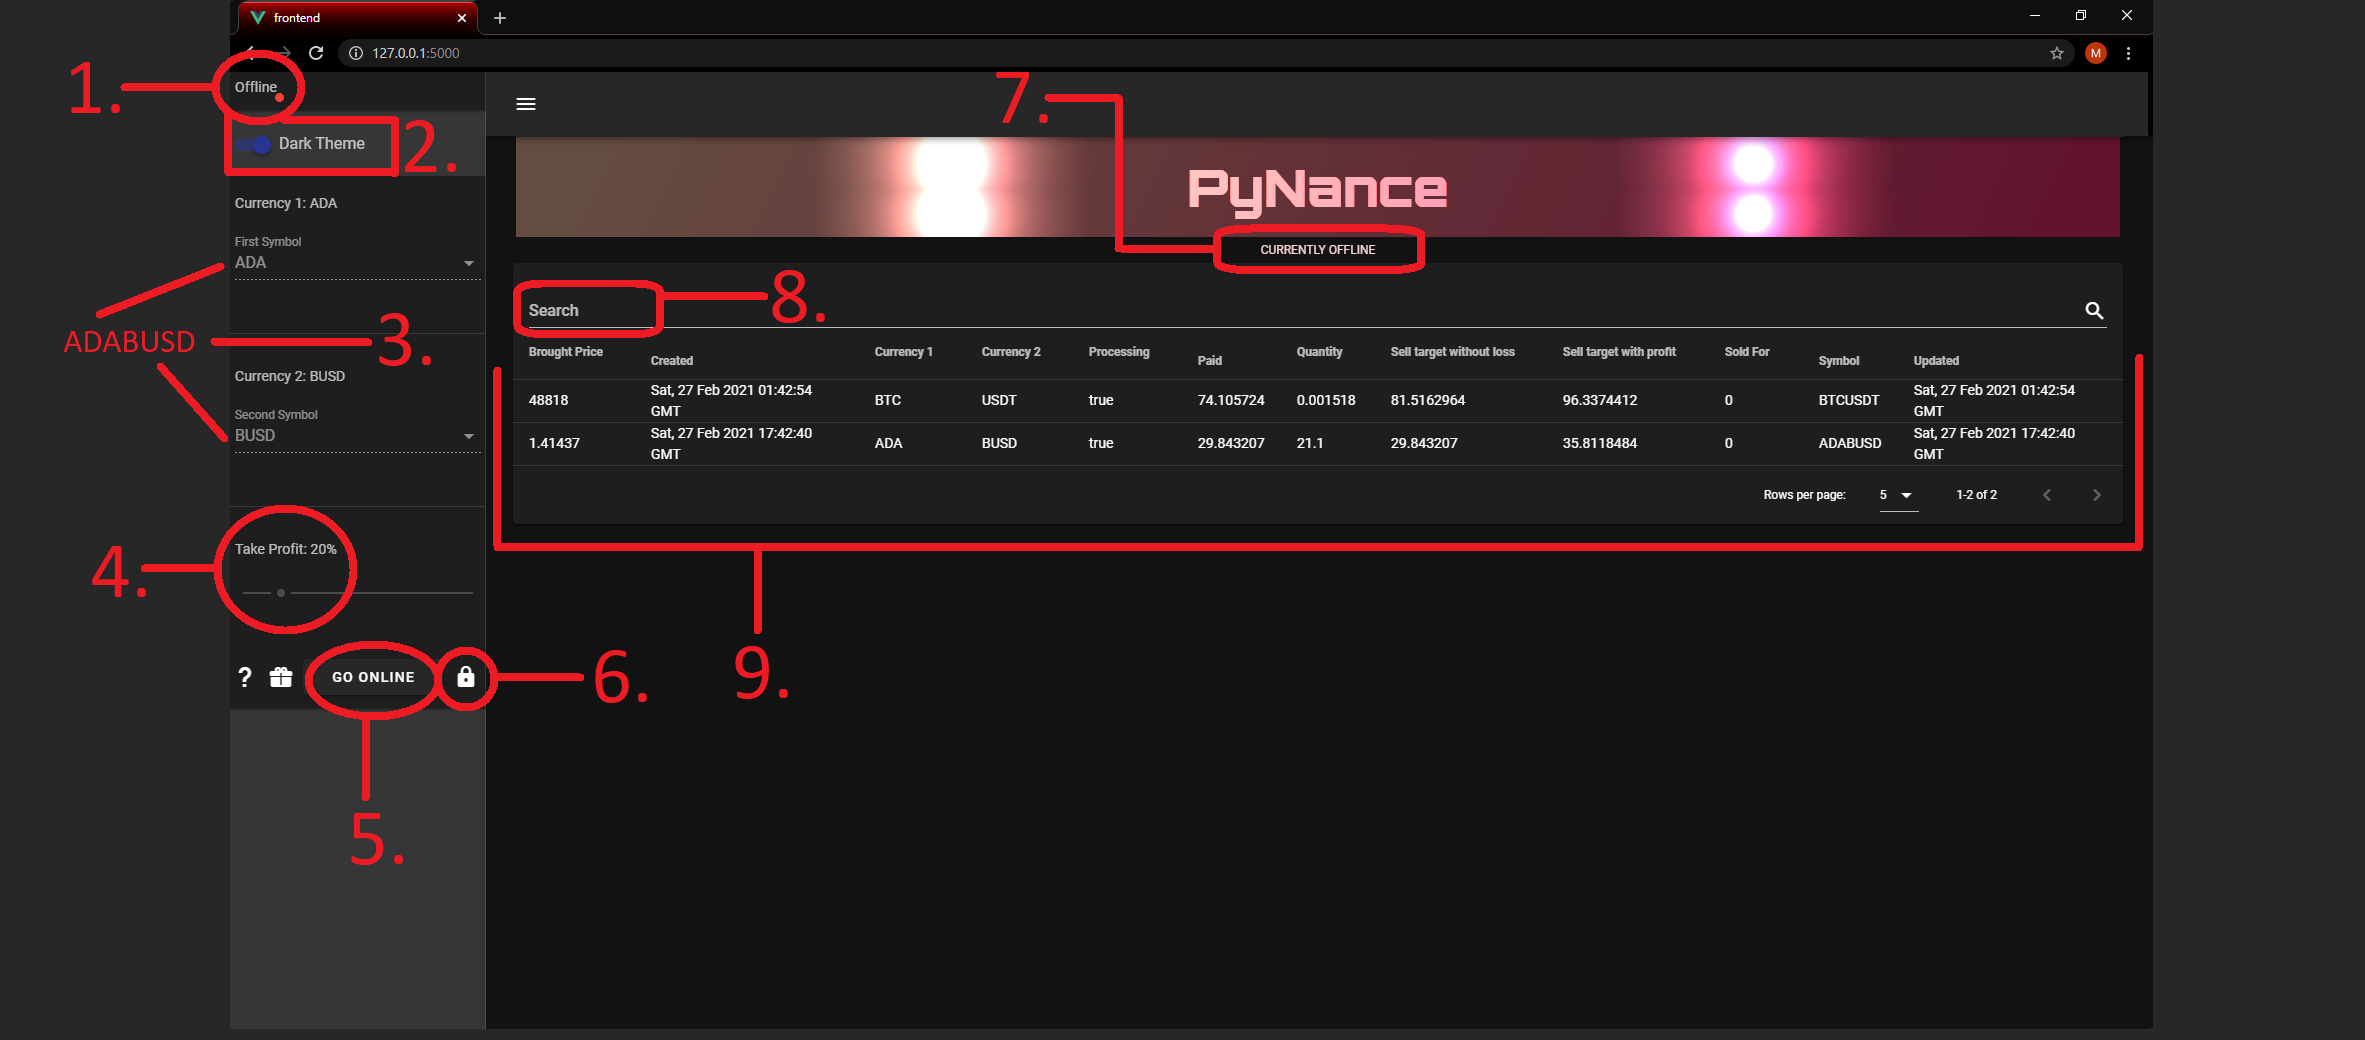 frontend
127.0.0.1:5000
M
1.
Offline
7.
2.
Dark Theme
PyNance
Currency 1: ADA
First Symbol
ADA
CURRENTLY OFFLINE
8.
Search
ADABUSD
3.
Currency 2: BUSD
Second Symbol
BUSD
Brought Price Created Currency 1 Currency 2 Processing Paid Quantity Sell target without loss Sell target with profit Sold For Symbol Updated
48818 Sat, 27 Feb 2021 01:42:54 GMT BTC USDT true 74.105724 0.001518 81.5162964 96.3374412 0 BTCUSDT Sat, 27 Feb 2021 01:42:54 GMT
1.41437 Sat, 27 Feb 2021 17:42:40 GMT ADA BUSD true 29.843207 21.1 29.843207 35.8118484 0 ADABUSD Sat, 27 Feb 2021 17:42:40 GMT
Rows per page: 5 1-2 of 2
4.
Take Profit: 20%
? GO ONLINE
6.
9.
5.